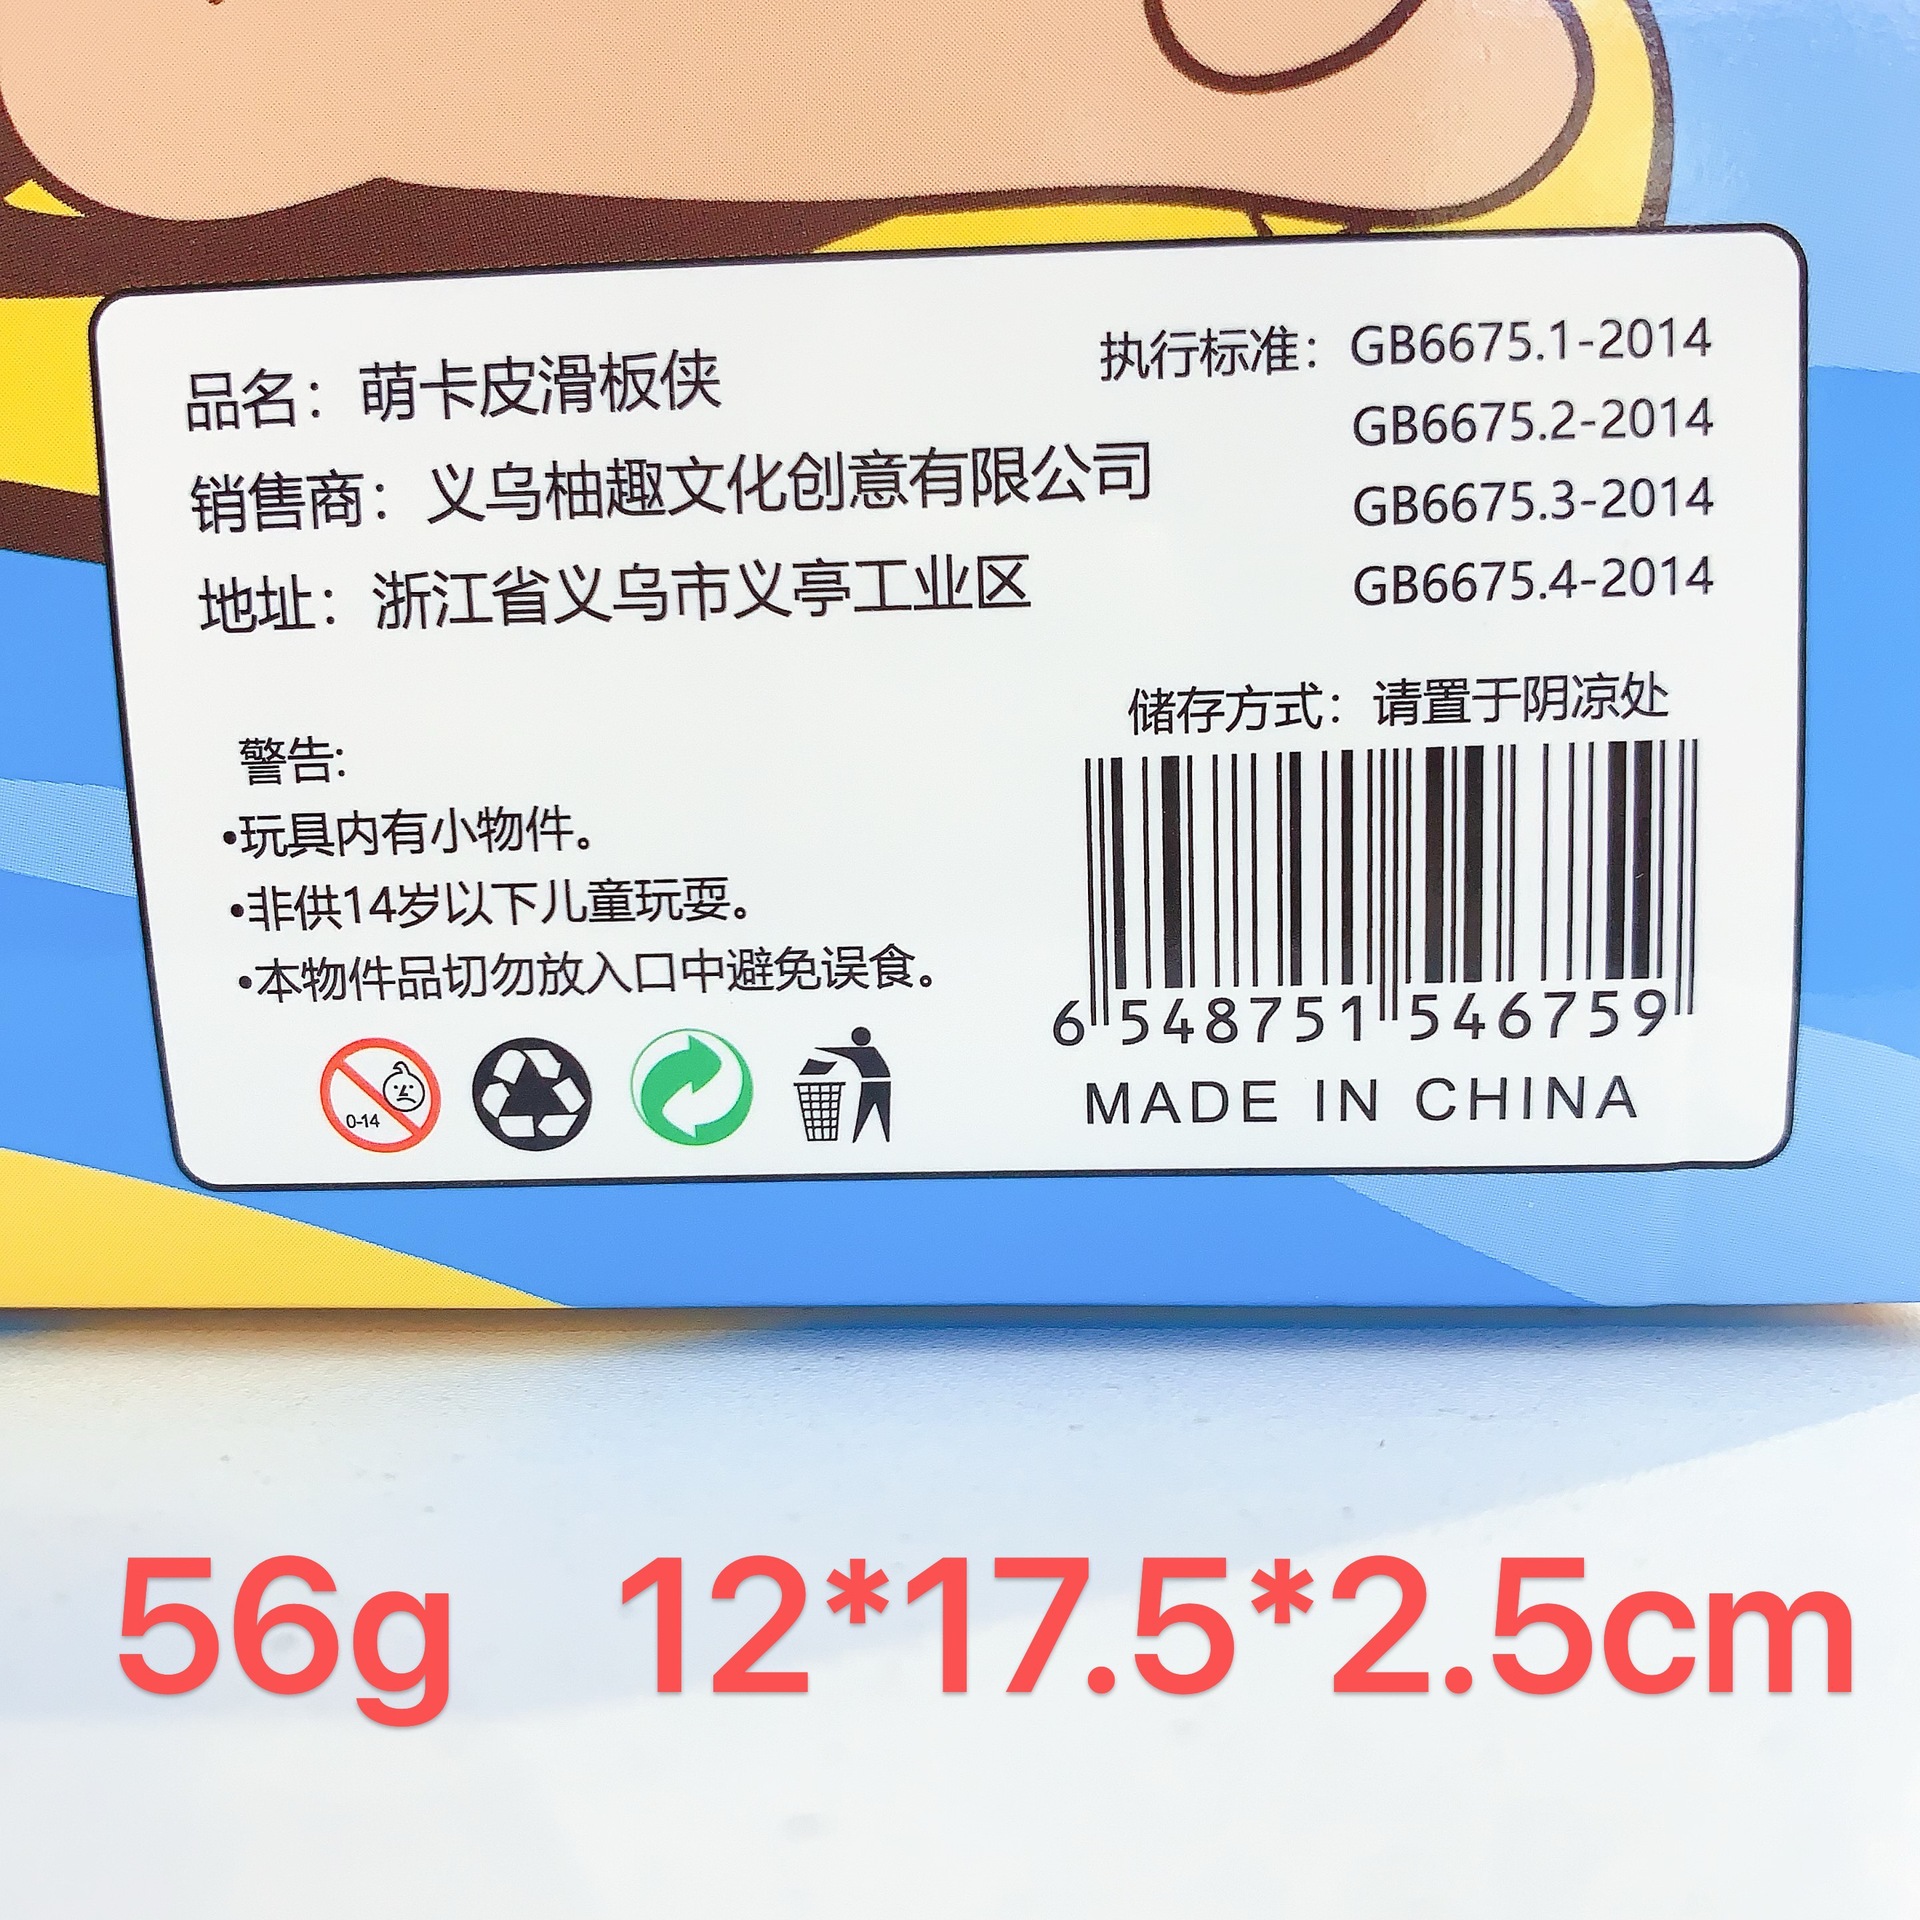 品名：萌卡皮滑板侠
销售商：义乌柚趣文化创意有限公司
地址：浙江省义乌市义亭工业区
执行标准：GB6675.1-2014
GB6675.2-2014
GB6675.3-2014
GB6675.4-2014
警告:
•玩具内有小物件。
•非供14岁以下儿童玩耍。
•本物件品切勿放入口中避免误食。
0-14
储存方式：请置于阴凉处
6 548751 546759
MADE IN CHINA
56g 12*17.5*2.5cm